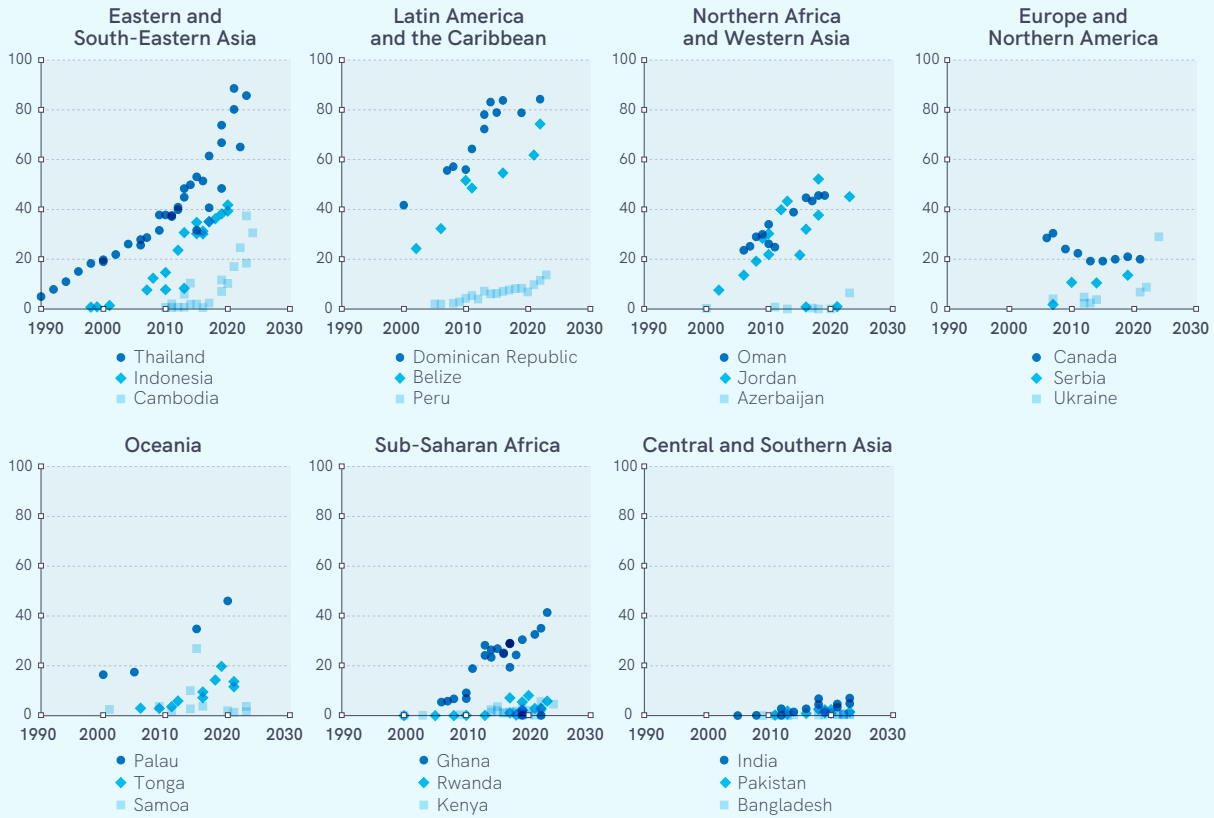 Eastern and
South-Eastern Asia
100
80
60
40
20
0
1990
2000
2010
2020
2030
Thailand
Indonesia
Cambodia
Latin America
and the Caribbean
100
80
60
40
20
0
1990
2000
2010
2020
2030
Dominican Republic
Belize
Peru
Northern Africa
and Western Asia
100
80
60
40
20
0
1990
2000
2010
2020
2030
Oman
Jordan
Azerbaijan
Europe and
Northern America
100
80
60
40
20
0
1990
2000
2010
2020
2030
Canada
Serbia
Ukraine
Oceania
100
80
60
40
20
0
1990
2000
2010
2020
2030
Palau
Tonga
Samoa
Sub-Saharan Africa
100
80
60
40
20
0
1990
2000
2010
2020
2030
Ghana
Rwanda
Kenya
Central and Southern Asia
100
80
60
40
20
0
1990
2000
2010
2020
2030
India
Pakistan
Bangladesh